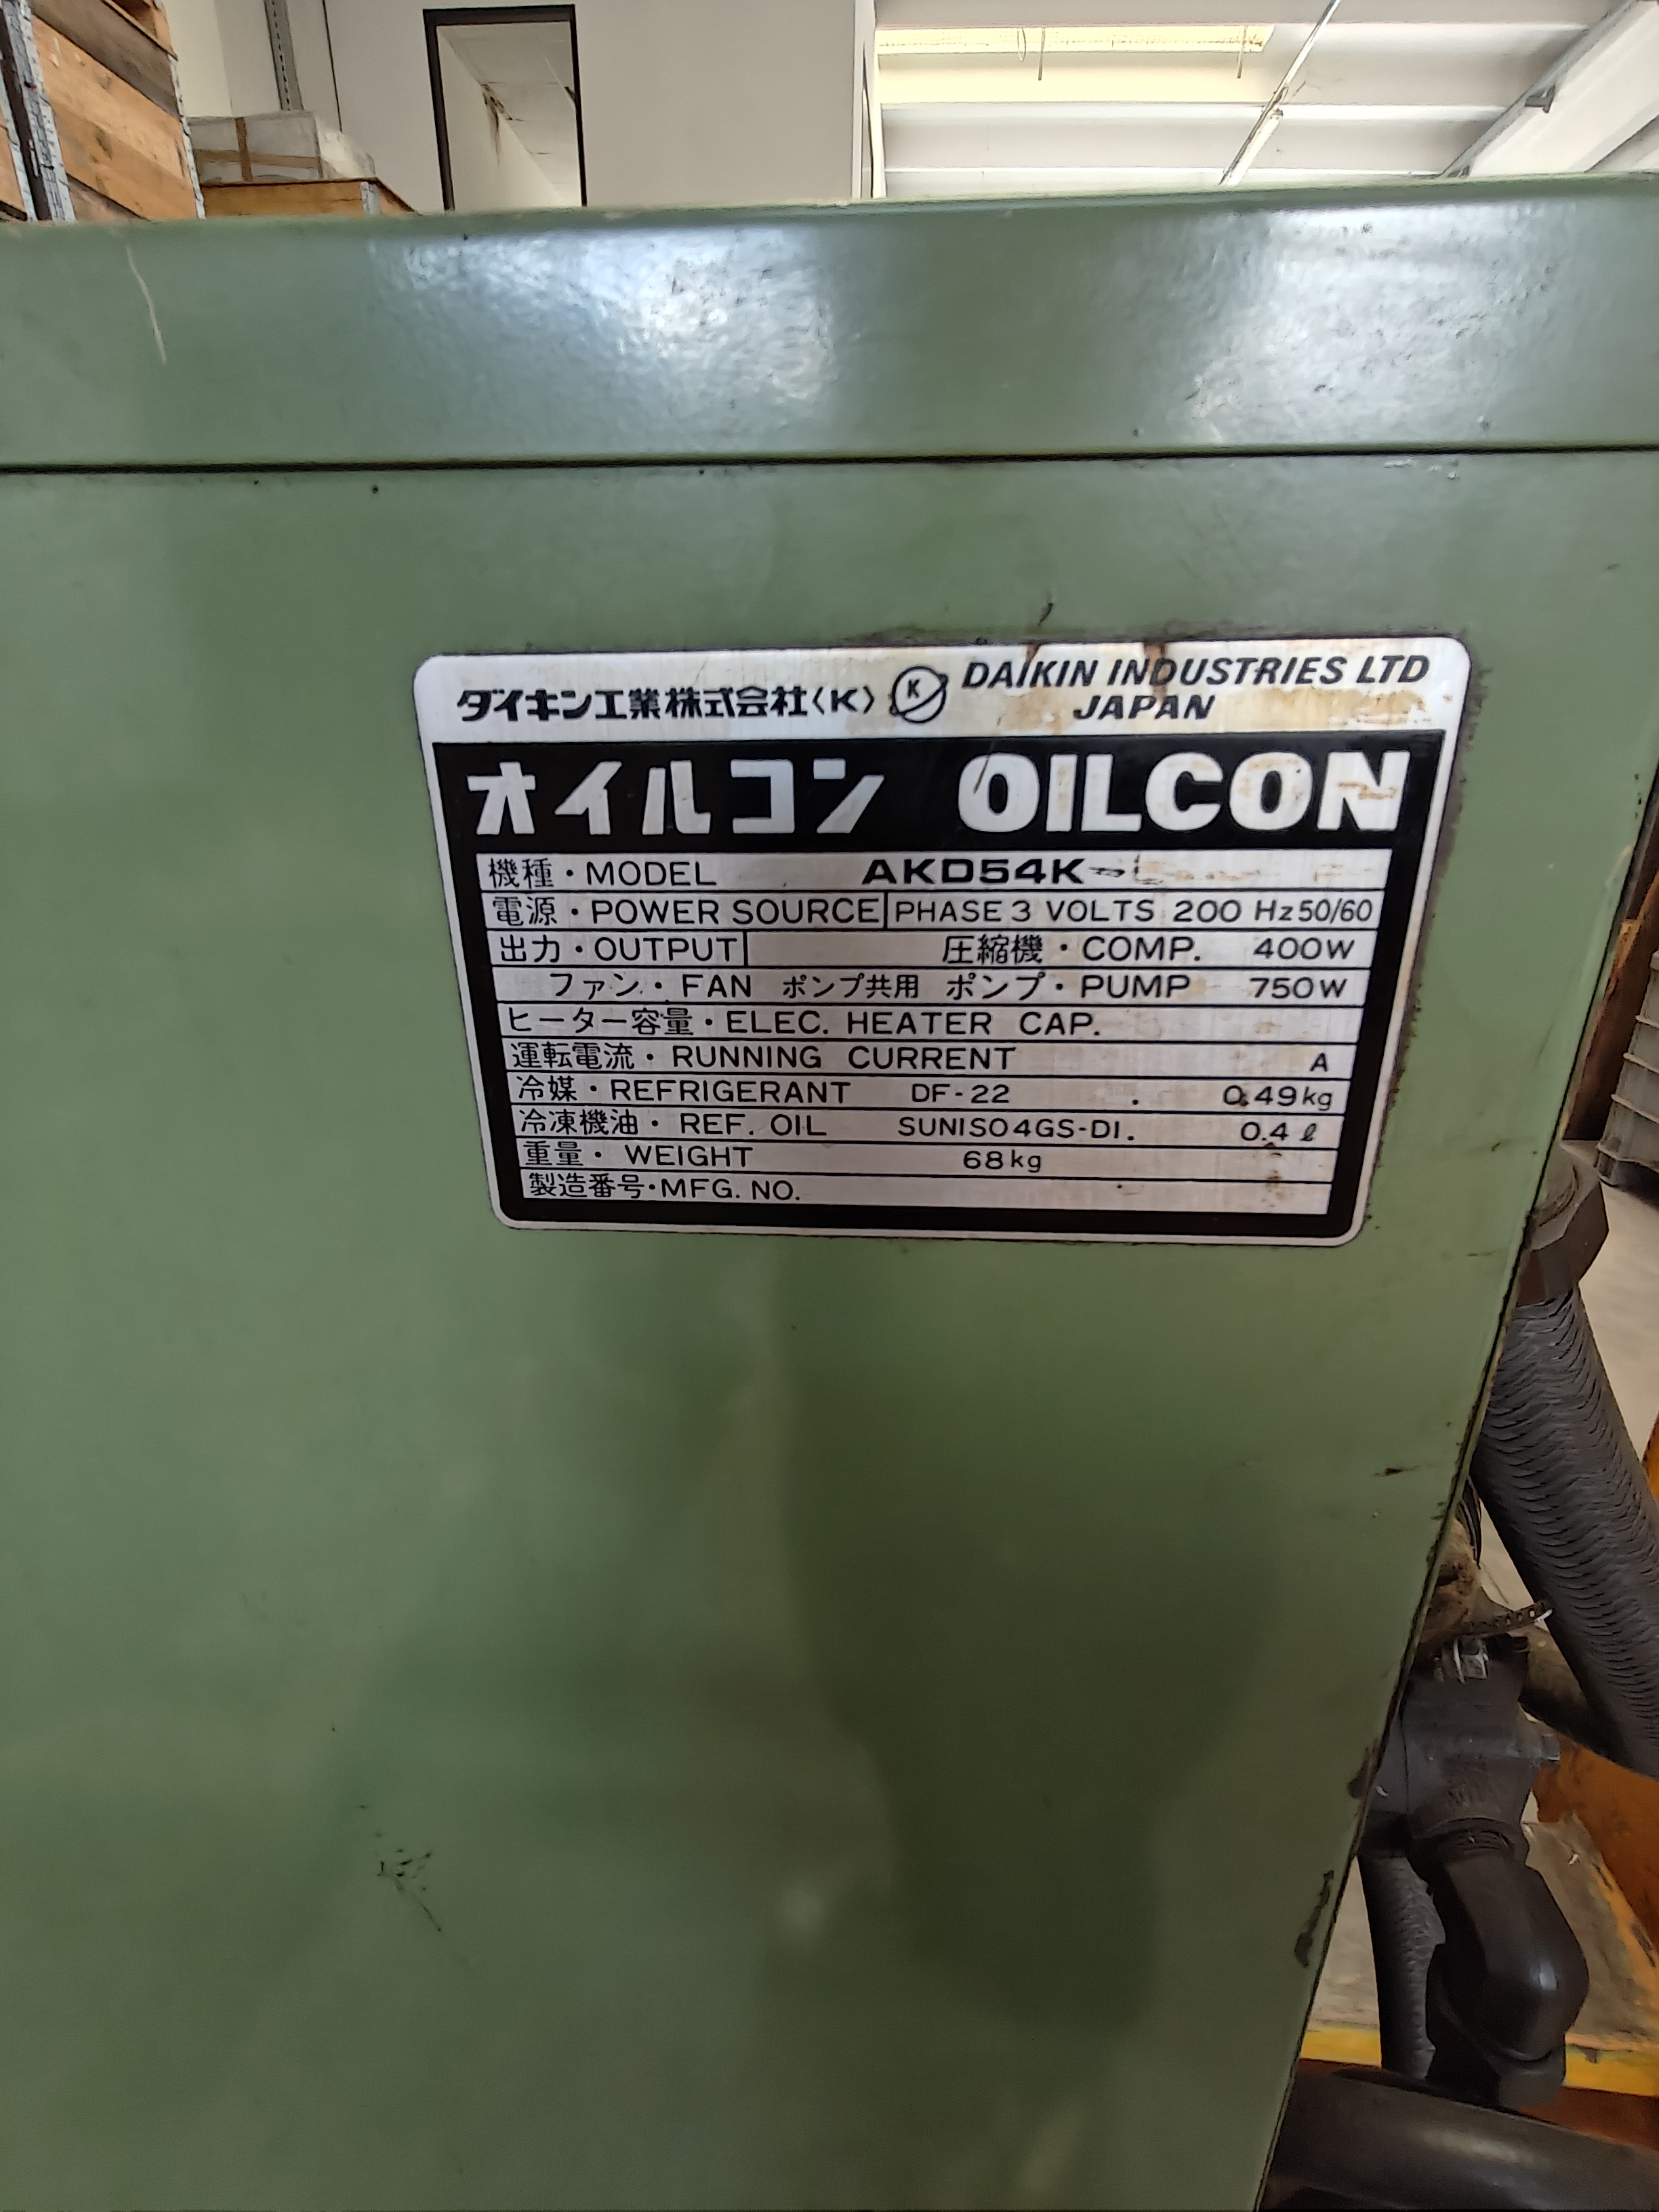 ダイキン工業株式会社〈K〉 K DAIKIN INDUSTRIES LTD
JAPAN
オイルコン OILCON
機種・MODEL AKD54K-
電源・POWER SOURCE PHASE 3 VOLTS 200 Hz 50/60
出力・OUTPUT 圧縮機・COMP. 400W
ファン・FAN ポンプ共用 ポンプ・PUMP 750W
ヒーター容量・ELEC. HEATER CAP.
運転電流・RUNNING CURRENT A
冷媒・REFRIGERANT DF-22 0.49kg
冷凍機油・REF. OIL SUNISO4GS-DI. 0.4 ℓ
重量・WEIGHT 68kg
製造番号・MFG. NO.